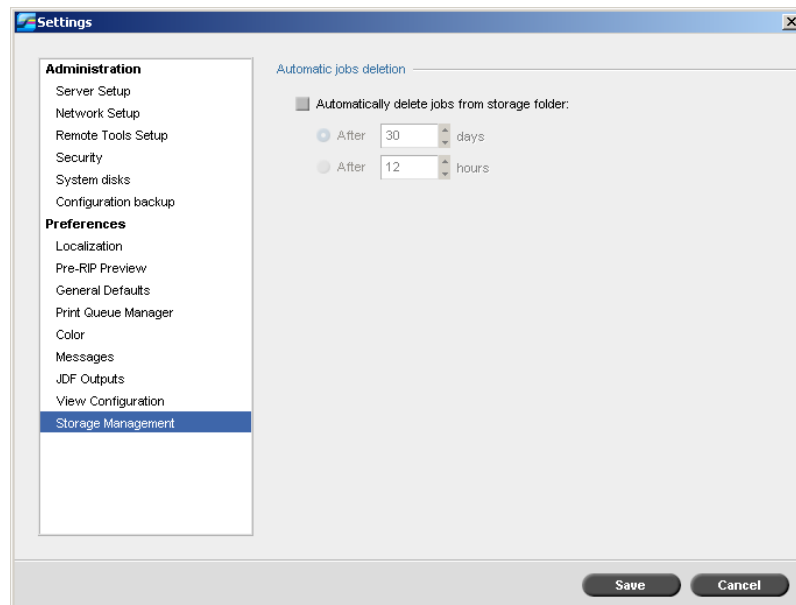 Settings
Administration
Server Setup
Network Setup
Remote Tools Setup
Security
System disks
Configuration backup
Preferences
Localization
Pre-RIP Preview
General Defaults
Print Queue Manager
Color
Messages
JDF Outputs
View Configuration
Storage Management
Automatic jobs deletion
Automatically delete jobs from storage folder:
After 30 days
After 12 hours
Save Cancel